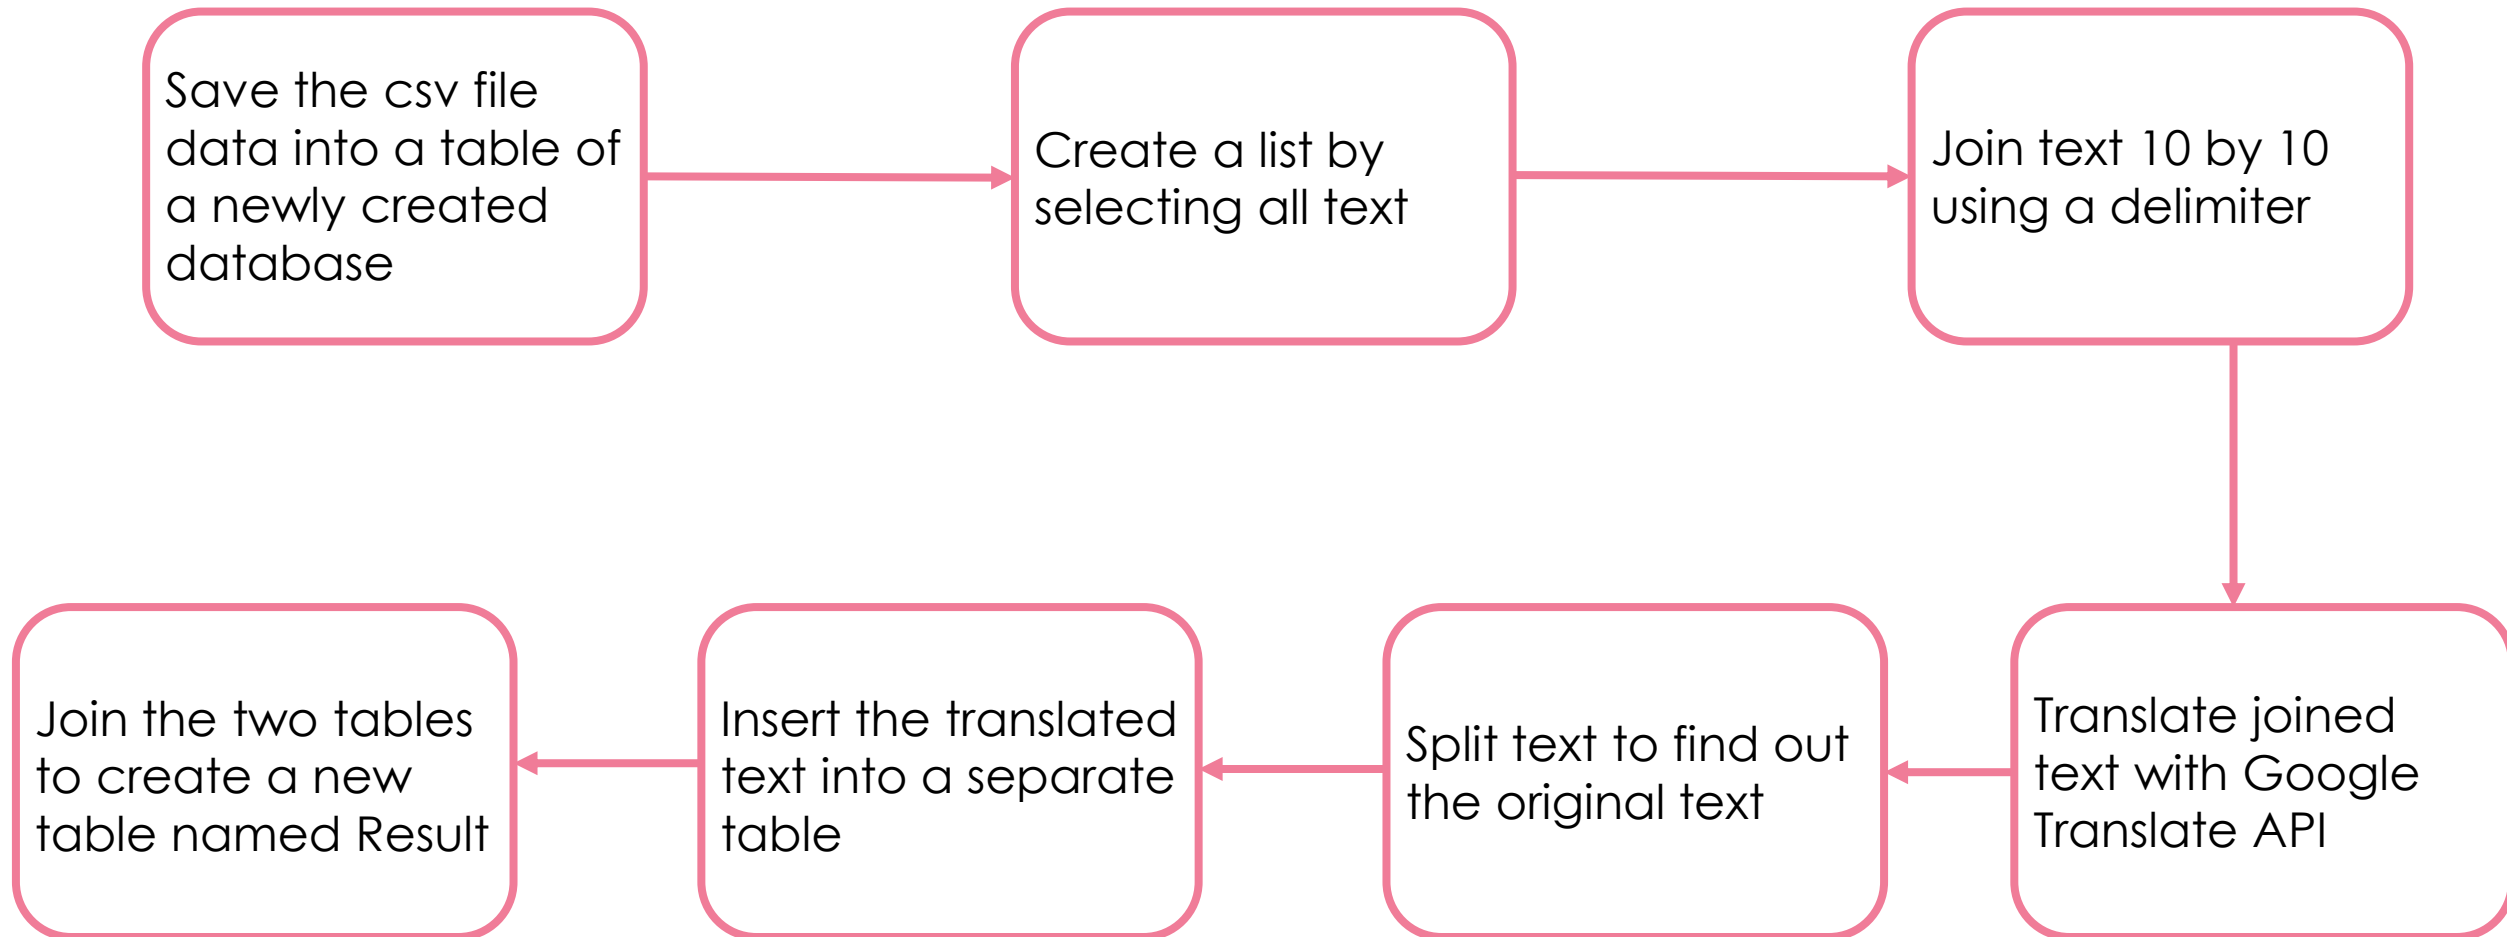 Save the csv file
data into a table of
a newly created
database
Create a list by
selecting all text
Join text 10 by 10
using a delimiter
Translate joined
text with Google
Translate API
Split text to find out
the original text
Insert the translated
text into a separate
table
Join the two tables
to create a new
table named Result